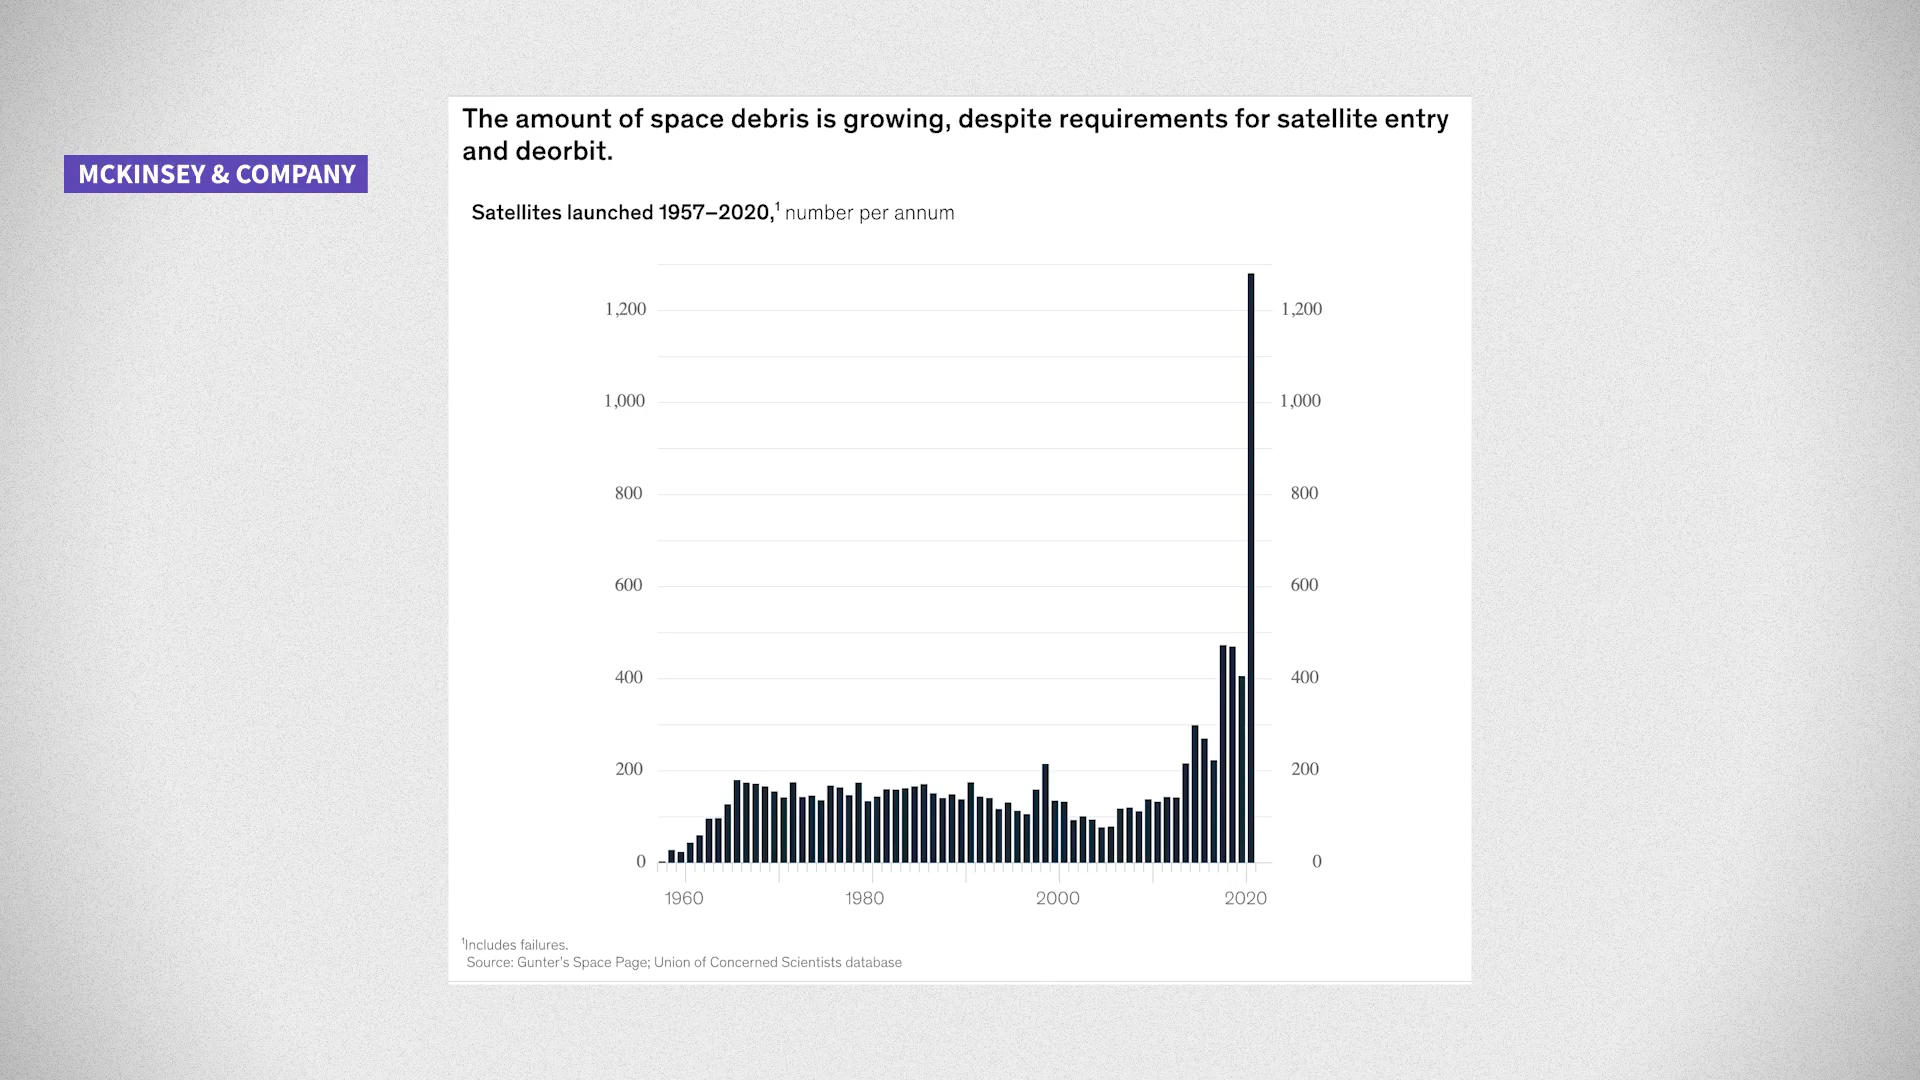 MCKINSEY & COMPANY
The amount of space debris is growing, despite requirements for satellite entry
and deorbit.
Satellites launched 1957–2020,¹ number per annum
1,200 1,200
1,000 1,000
800 800
600 600
400 400
200 200
0 0
1960 1980 2000 2020
¹Includes failures.
Source: Gunter's Space Page; Union of Concerned Scientists database